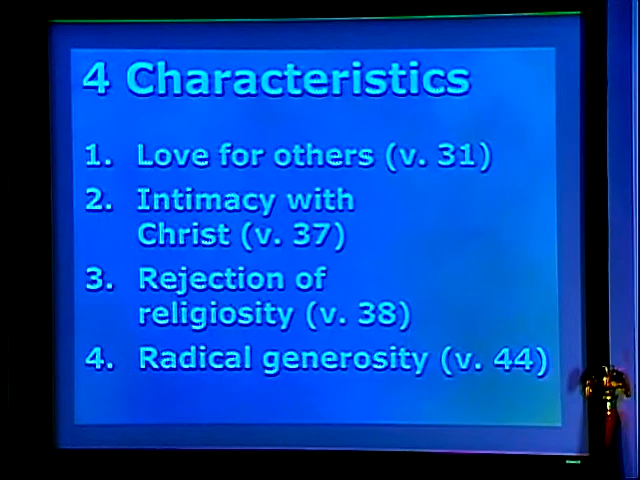 4 Characteristics
1. Love for others (v. 31)
2. Intimacy with
Christ (v. 37)
3. Rejection of
religiosity (v. 38)
4. Radical generosity (v. 44)